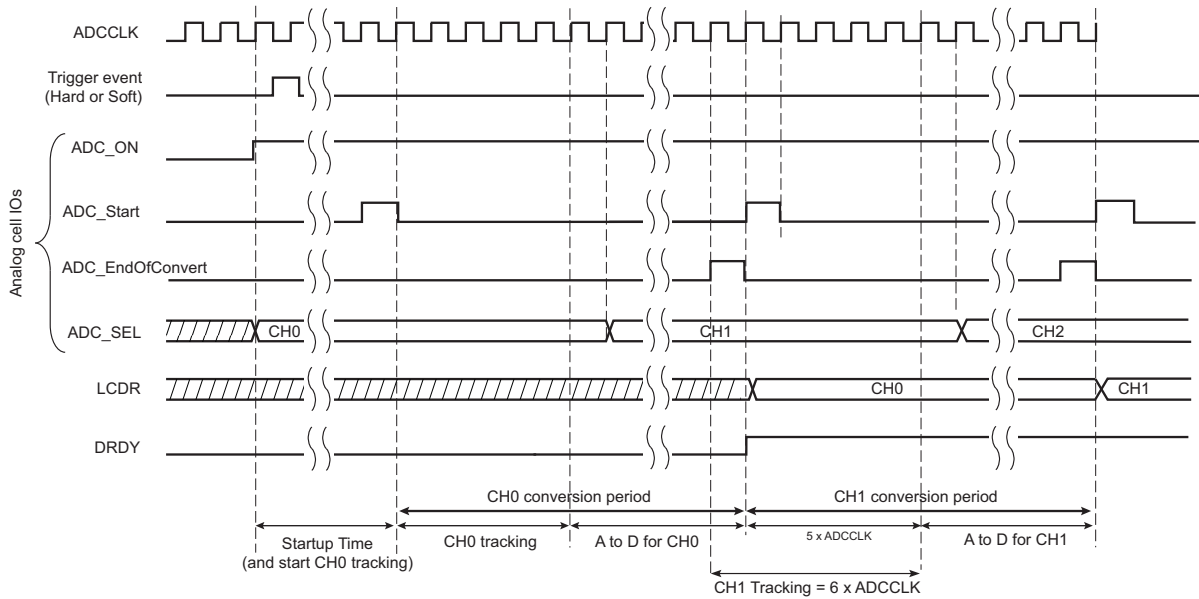 ADCCLK
Trigger event
(Hard or Soft)
Analog cell IOs
ADC_ON
ADC_Start
ADC_EndOfConvert
ADC_SEL
CH0
CH1
CH2
LCDR
CH0
CH1
DRDY
CH0 conversion period
CH1 conversion period
Startup Time
(and start CH0 tracking)
CH0 tracking
A to D for CH0
5 x ADCCLK
A to D for CH1
CH1 Tracking = 6 x ADCCLK